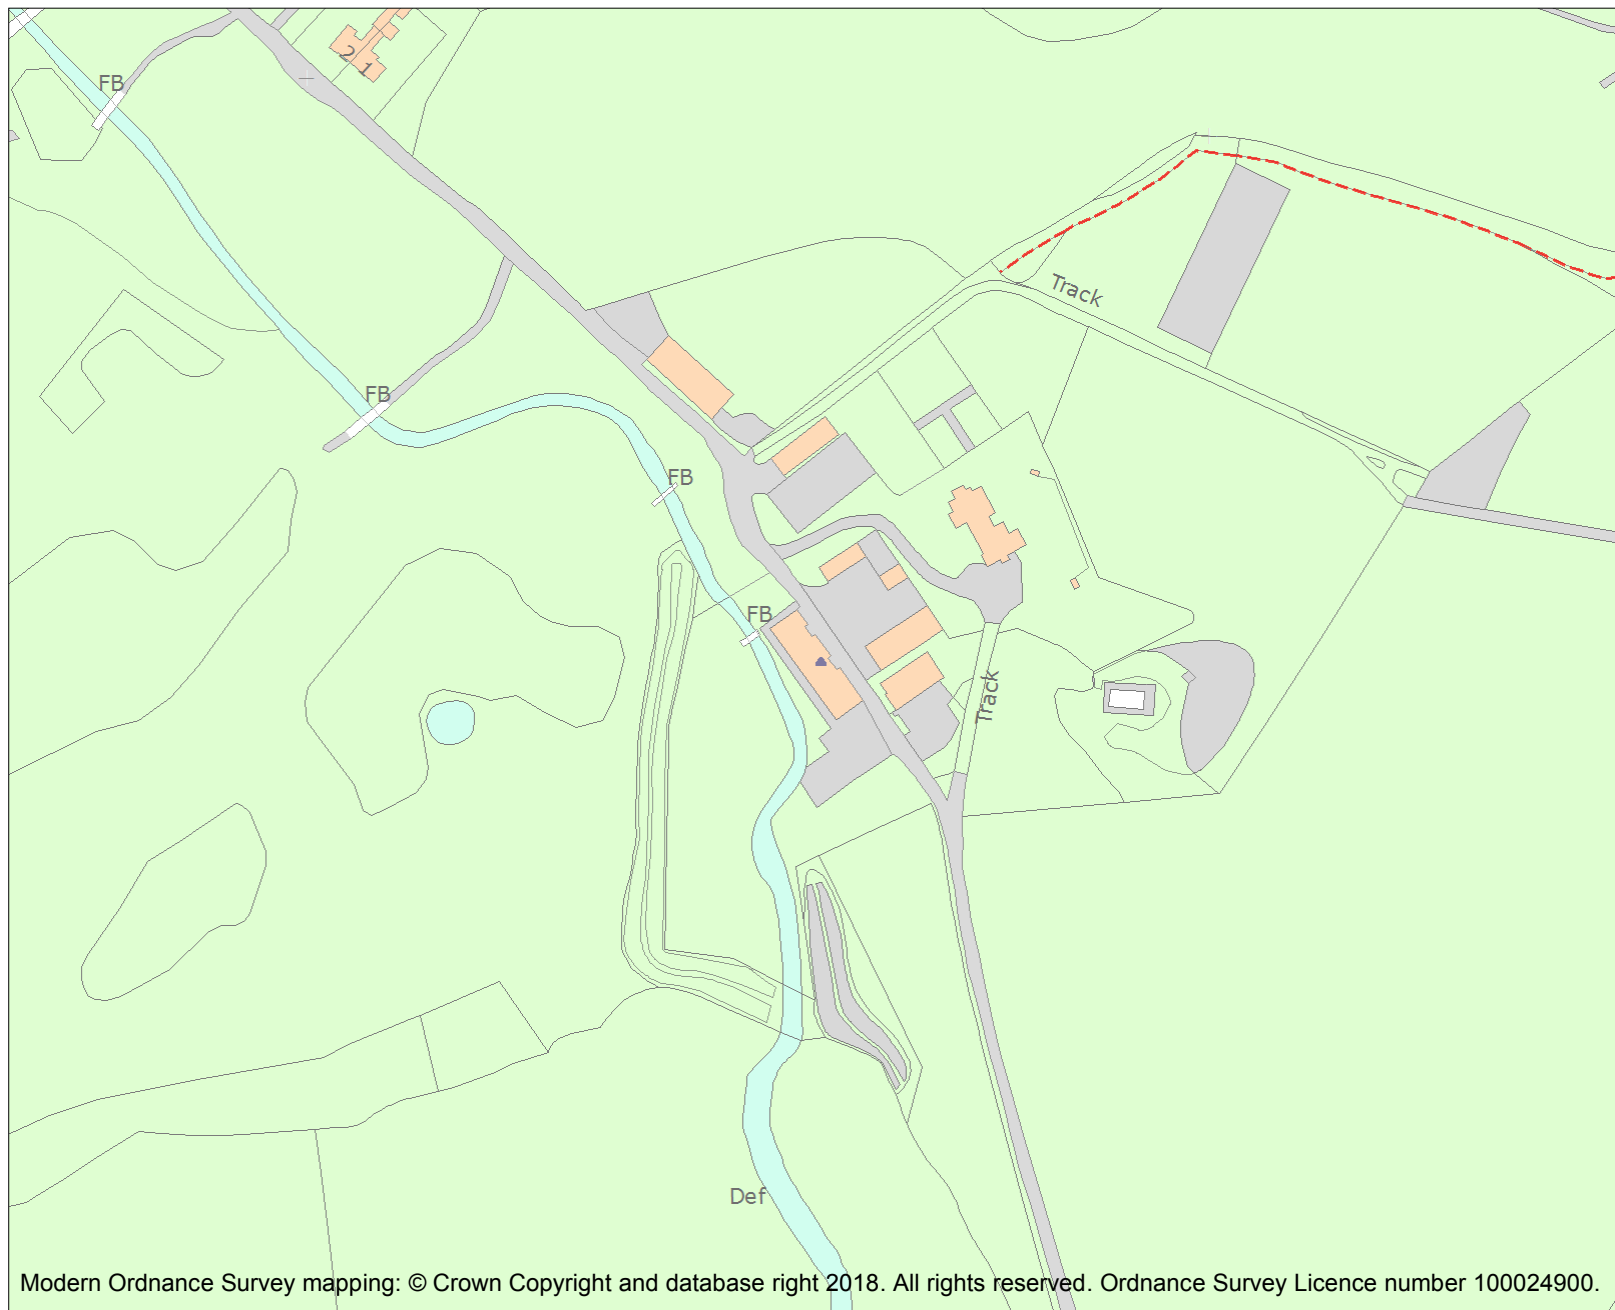 2 1
FB
Track
FB
FB
FB
Track
Def
Modern Ordnance Survey mapping: © Crown Copyright and database right 2018. All rights reserved. Ordnance Survey Licence number 100024900.